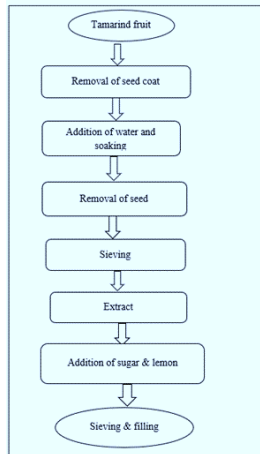 Tamarind fruit
Removal of seed coat
Addition of water and
soaking
Removal of seed
Sieving
Extract
Addition of sugar & lemon
Sieving & filling